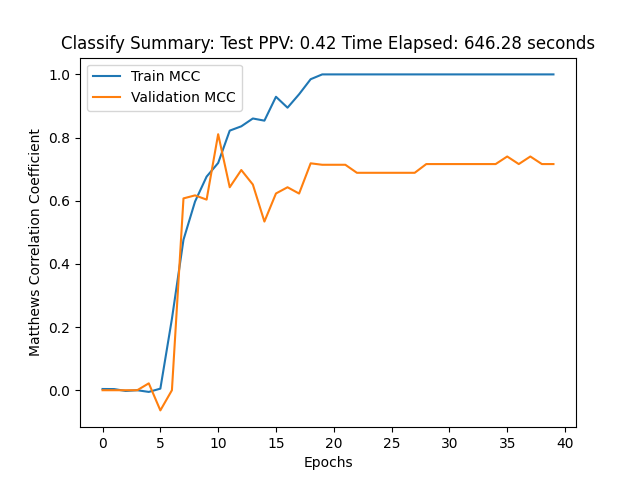 Classify Summary: Test PPV: 0.42 Time Elapsed: 646.28 seconds
Train MCC
Validation MCC
Matthews Correlation Coefficient
1.0
0.8
0.6
0.4
0.2
0.0
0 5 10 15 20 25 30 35 40
Epochs